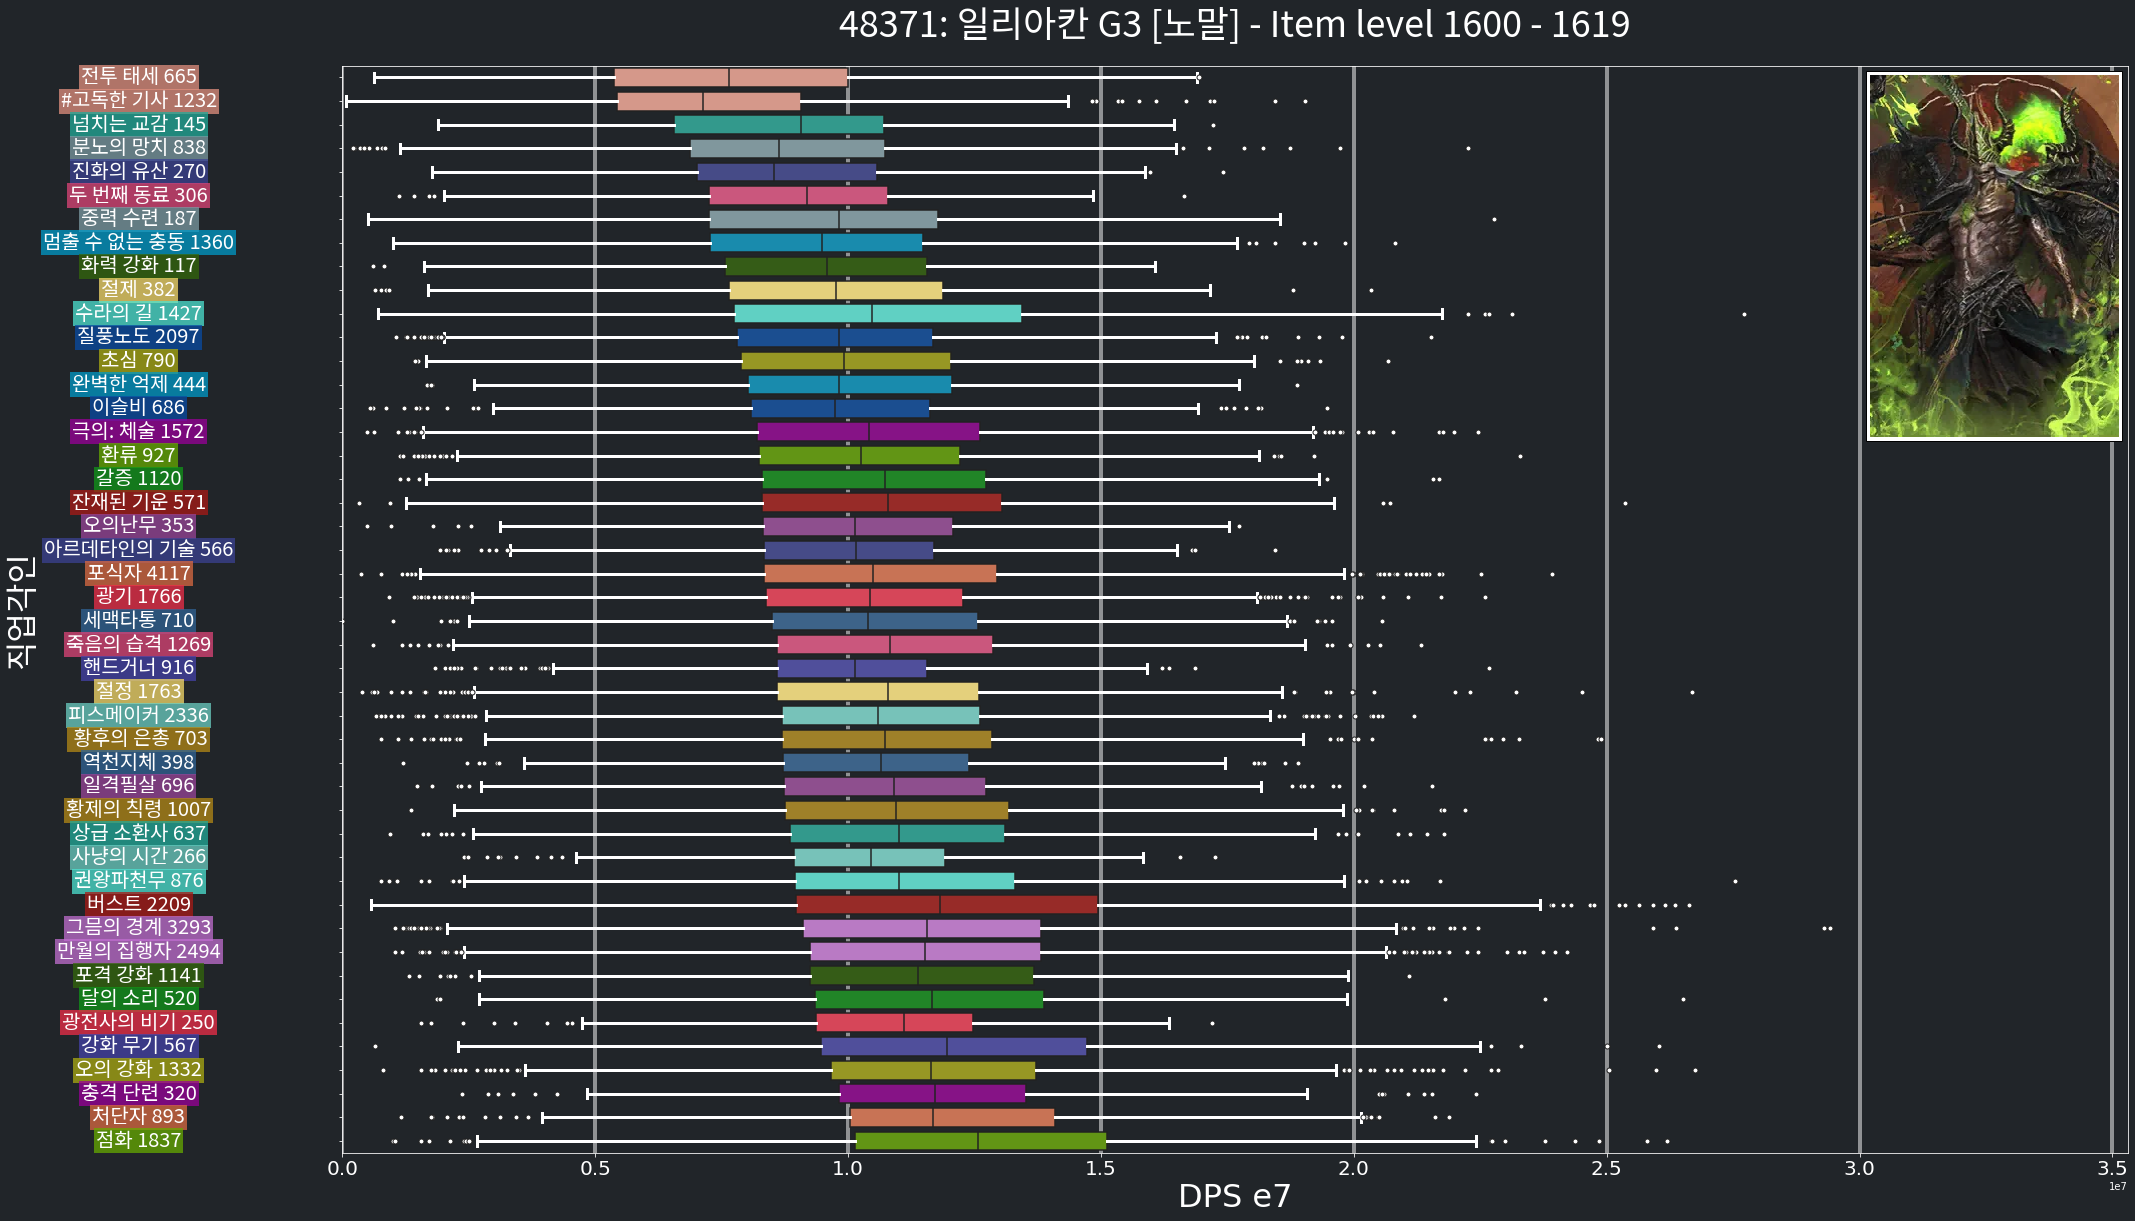 48371: 일리아칸 G3 [노말] - Item level 1600 - 1619
직업각인
전투 태세 665
#고독한 기사 1232
넘치는 교감 145
분노의 망치 838
진화의 유산 270
두 번째 동료 306
중력 수련 187
멈출 수 없는 충동 1360
화력 강화 117
절제 382
수라의 길 1427
질풍노도 2097
초심 790
완벽한 억제 444
이슬비 686
극의: 체술 1572
환류 927
갈증 1120
잔재된 기운 571
오의난무 353
아르데타인의 기술 566
포식자 4117
광기 1766
세맥타통 710
죽음의 습격 1269
핸드거너 916
절정 1763
피스메이커 2336
황후의 은총 703
역천지체 398
일격필살 696
황제의 칙령 1007
상급 소환사 637
사냥의 시간 266
권왕파천무 876
버스트 2209
그믐의 경계 3293
만월의 집행자 2494
포격 강화 1141
달의 소리 520
광전사의 비기 250
강화 무기 567
오의 강화 1332
충격 단련 320
처단자 893
점화 1837
0.0 0.5 1.0 1.5 2.0 2.5 3.0 3.5
1e7
DPS e7